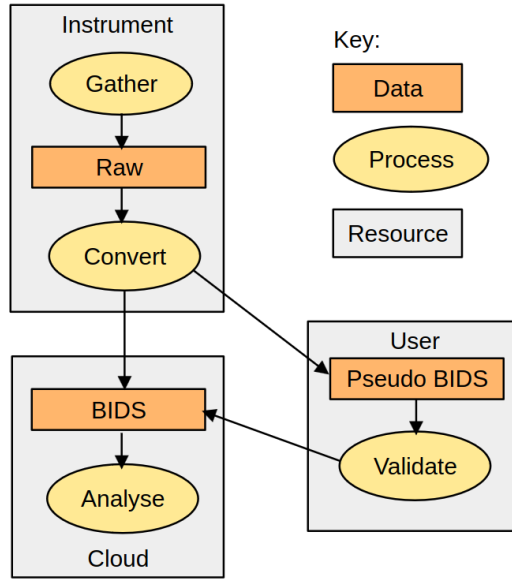 Instrument
Gather
Raw
Convert
Key:
Data
Process
Resource
User
Pseudo BIDS
Validate
BIDS
Analyse
Cloud